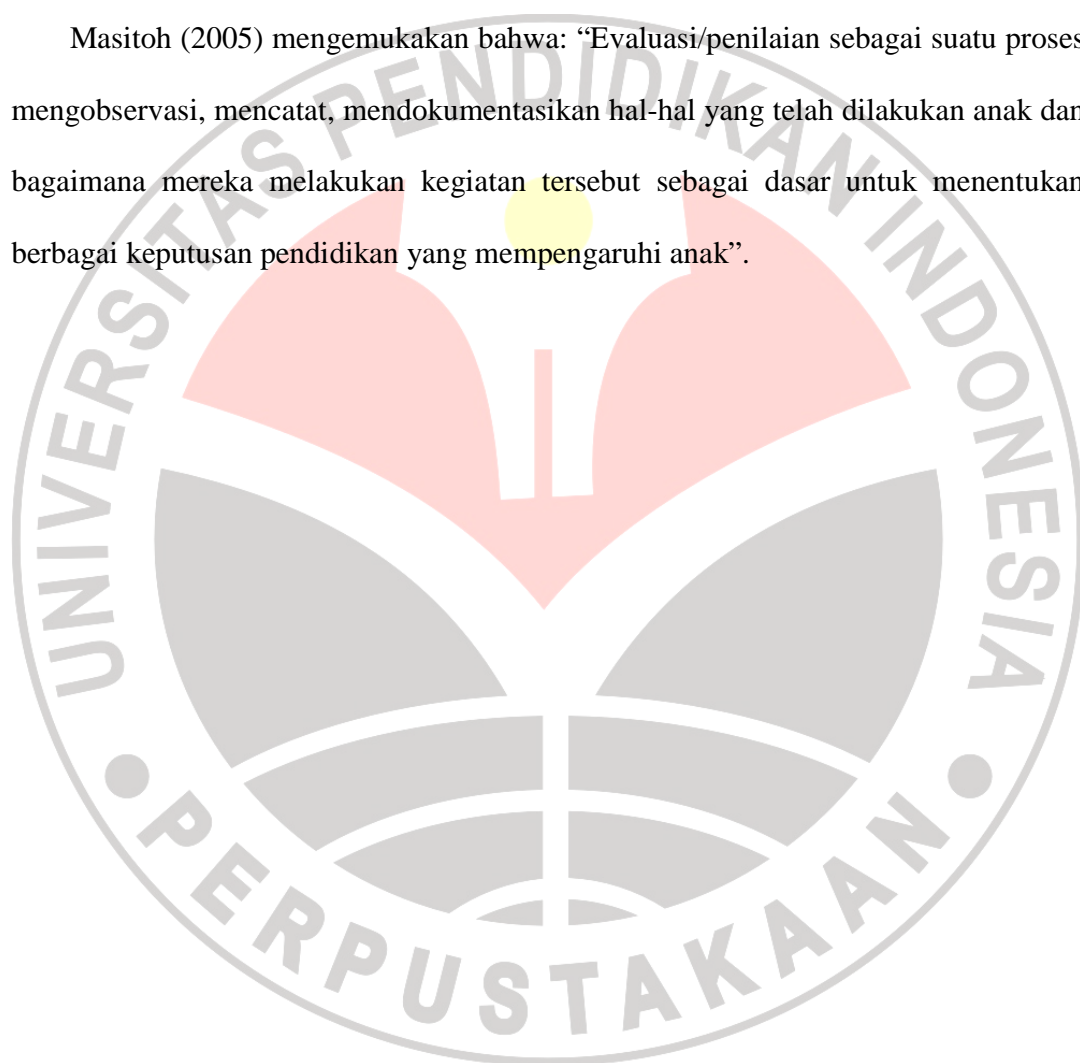 Masitoh (2005) mengemukakan bahwa: “Evaluasi/penilaian sebagai suatu proses
mengobservasi, mencatat, mendokumentasikan hal-hal yang telah dilakukan anak dan
bagaimana mereka melakukan kegiatan tersebut sebagai dasar untuk menentukan
berbagai keputusan pendidikan yang mempengaruhi anak”.
UNIVERSITAS PENDIDIKAN INDONESIA
PERPUSTAKAAN